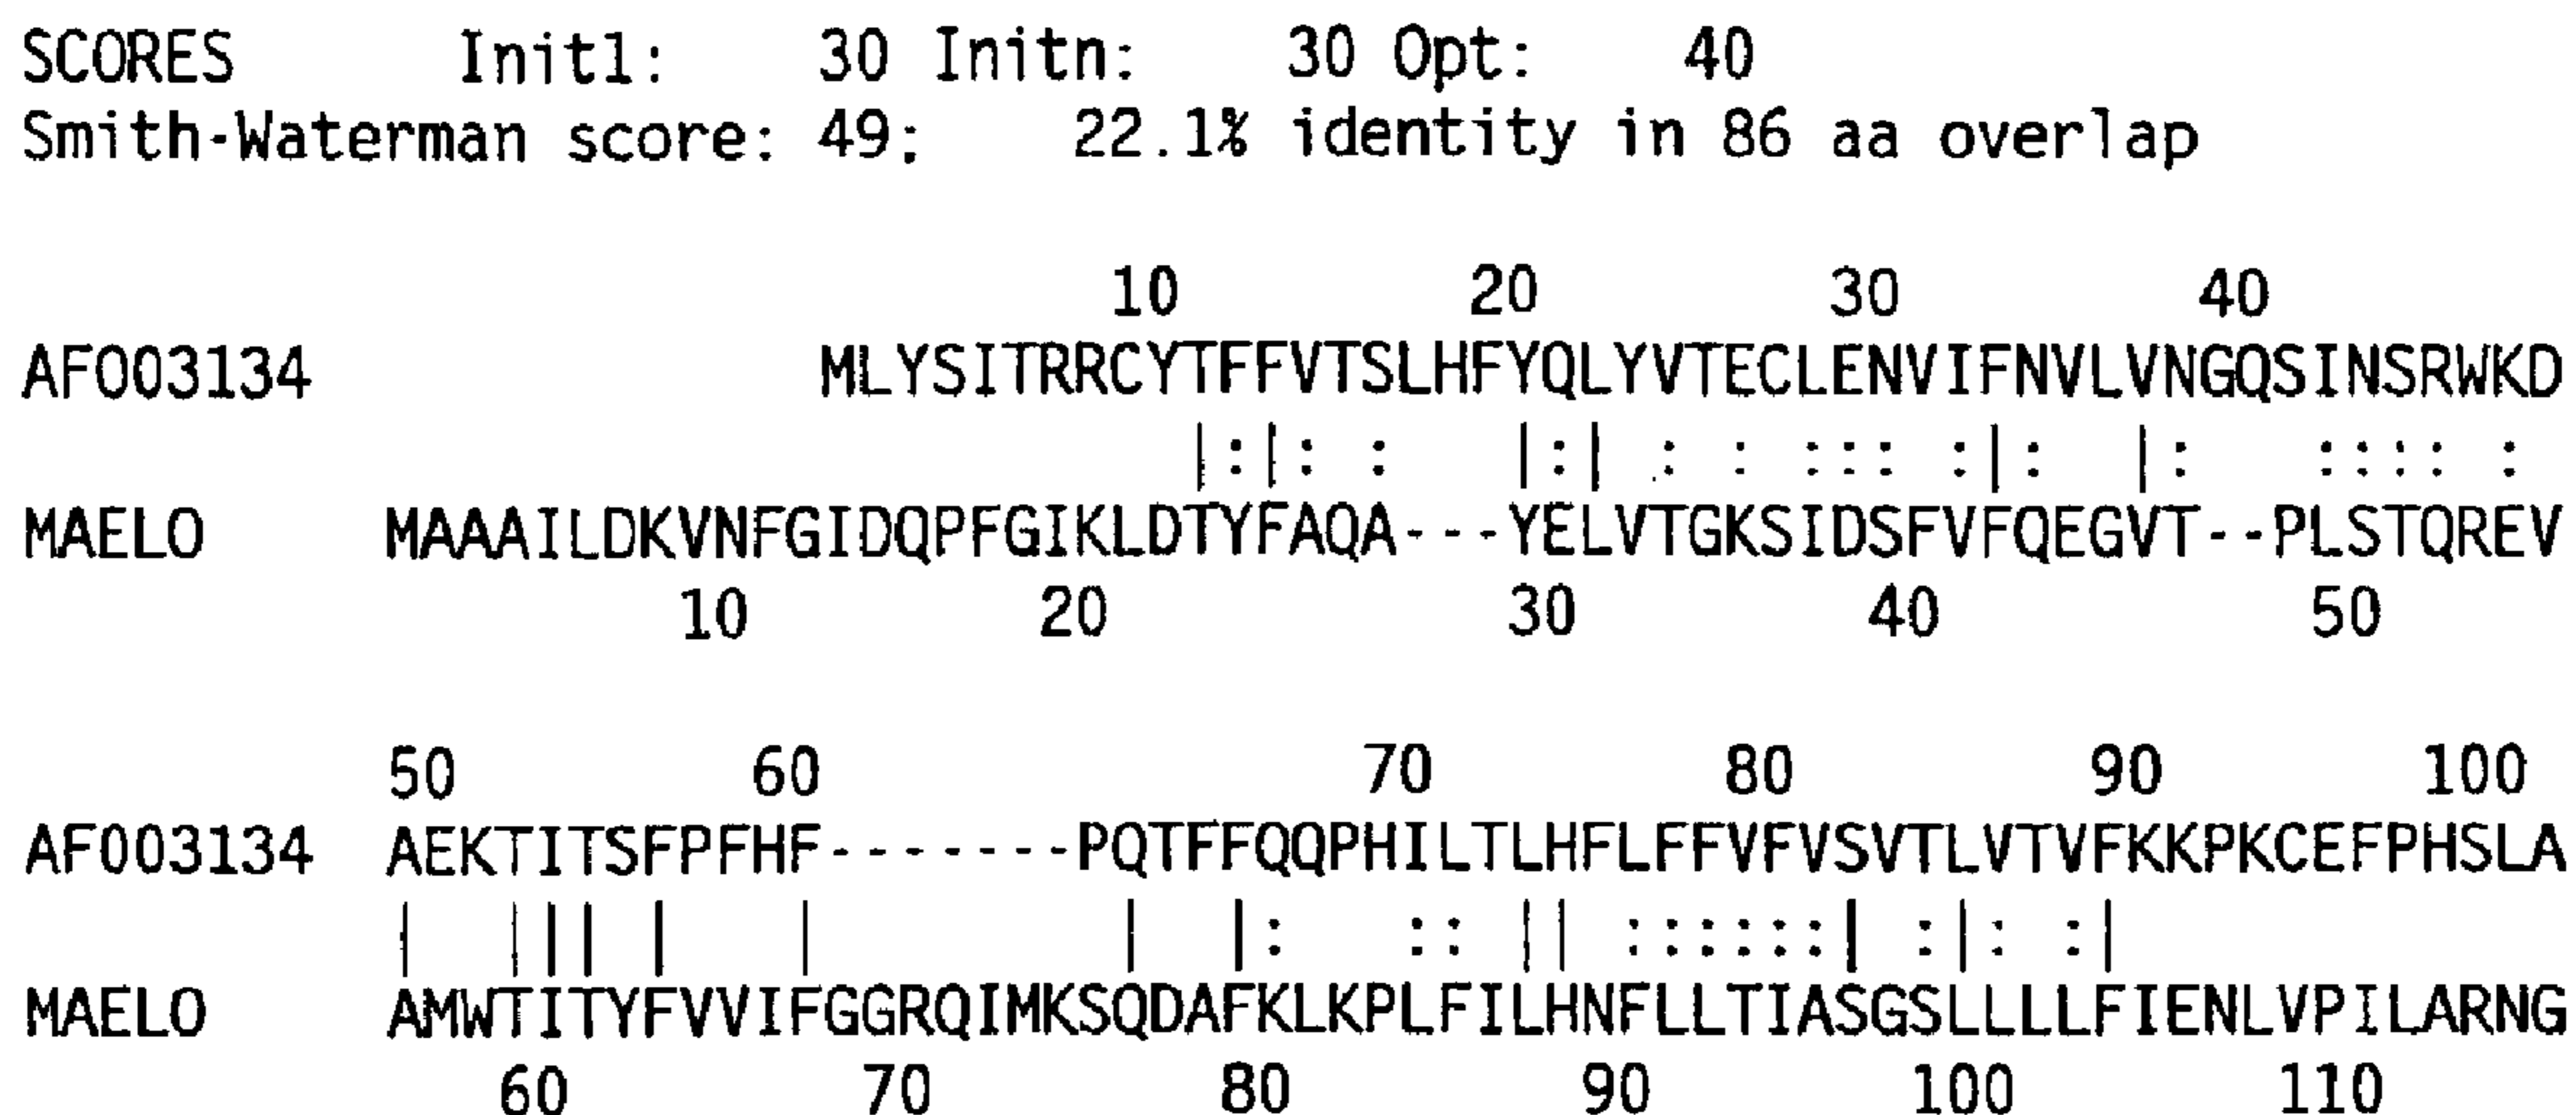 SCORES Init1: 30 Initn: 30 Opt: 40
Smith-Waterman score: 49; 22.1% identity in 86 aa overlap
10 20 30 40
AF003134 MLYSITRRCYTFFVTSLHFYQLYVTECLENVIFNVLVNGQSINSRWKD
|:|: : |:| : : ::: :|: |: :::: :
MAELO MAAAILDKVNFGIDQPFGIKLDTYFAQA---YELVTGKSIDSFVFQEGVT--PLSTQREV
10 20 30 40 50
50 60 70 80 90 100
AF003134 AEKTITSFPFHF-------PQTFFQQPHILTLHFLFFVFVSVTLVTVFKKPKCEFPHSLA
| ||| | | | |: :: || ::::::| :|: :|
MAELO AMWTITYFVVIFGGRQIMKSQDAFKLKPLFILHNFLLTIASGSLLLLFIENLVPILARNG
60 70 80 90 100 110